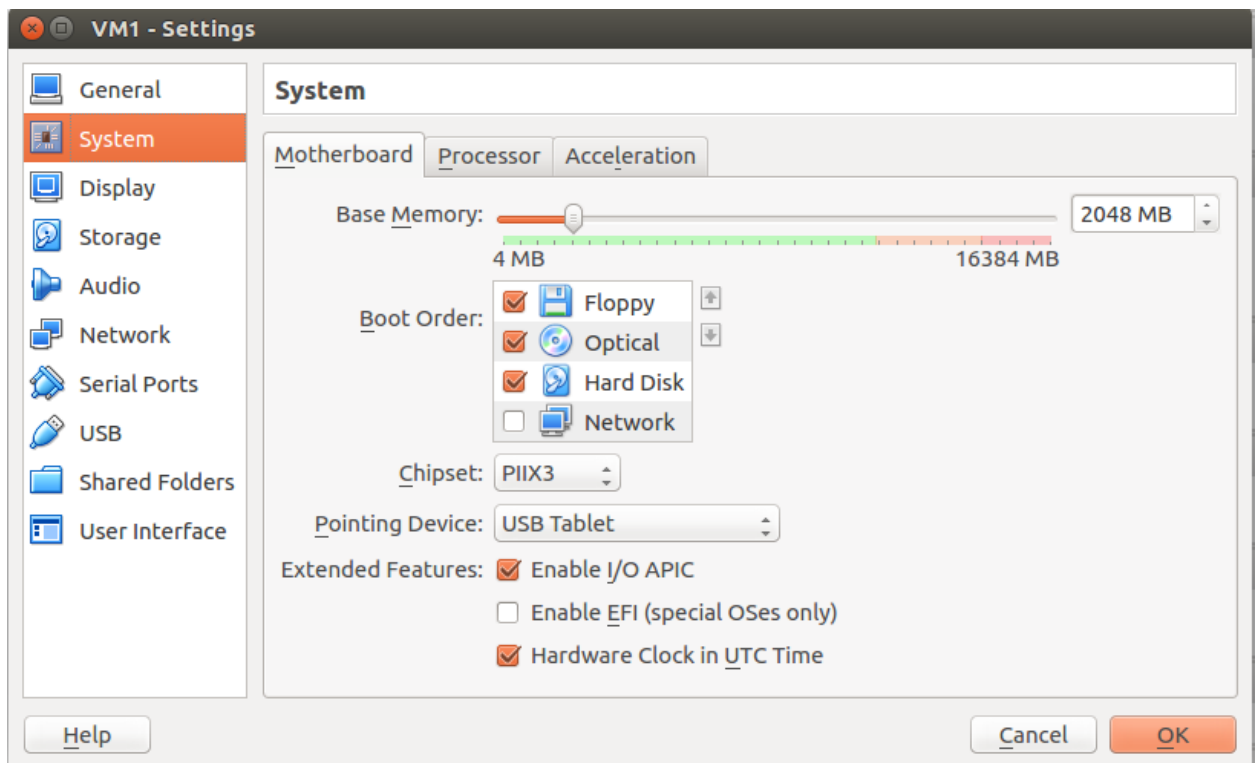 VM1 - Settings
General
System
Display
Storage
Audio
Network
Serial Ports
USB
Shared Folders
User Interface
System
Motherboard Processor Acceleration
Base Memory: 2048 MB
4 MB 16384 MB
Boot Order:
Floppy
Optical
Hard Disk
Network
Chipset: PIIX3
Pointing Device: USB Tablet
Extended Features: Enable I/O APIC
Enable EFI (special OSes only)
Hardware Clock in UTC Time
Help Cancel OK